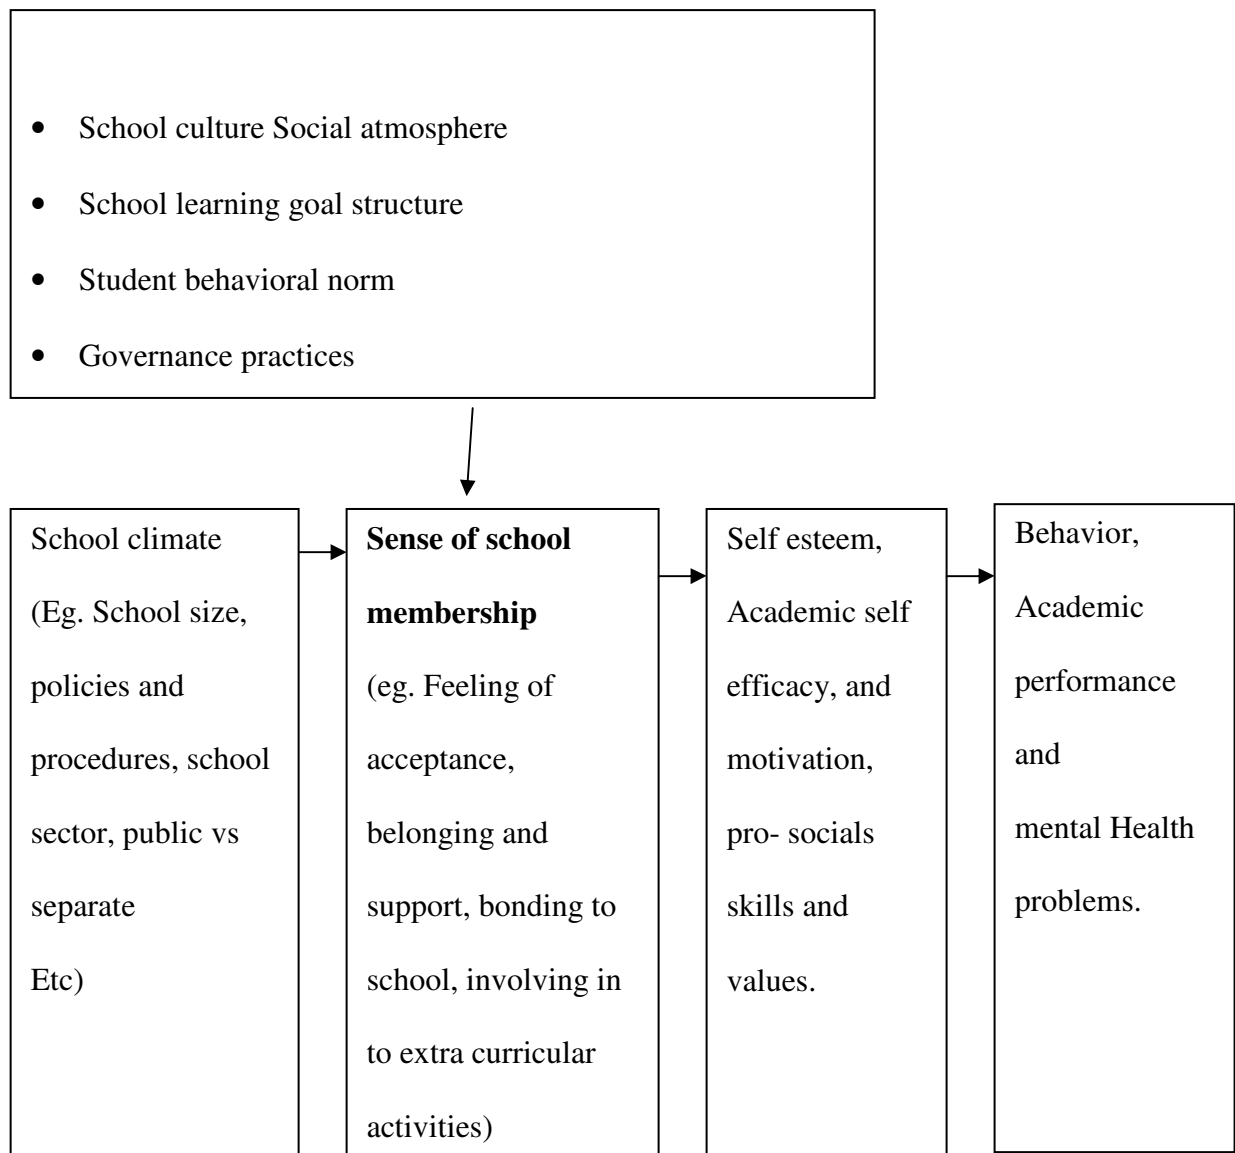 • School culture Social atmosphere
• School learning goal structure
• Student behavioral norm
• Governance practices
School climate
(Eg. School size,
policies and
procedures, school
sector, public vs
separate
Etc)
Sense of school
membership
(eg. Feeling of
acceptance,
belonging and
support, bonding to
school, involving in
to extra curricular
activities)
Self esteem,
Academic self
efficacy, and
motivation,
pro- socials
skills and
values.
Behavior,
Academic
performance
and
mental Health
problems.